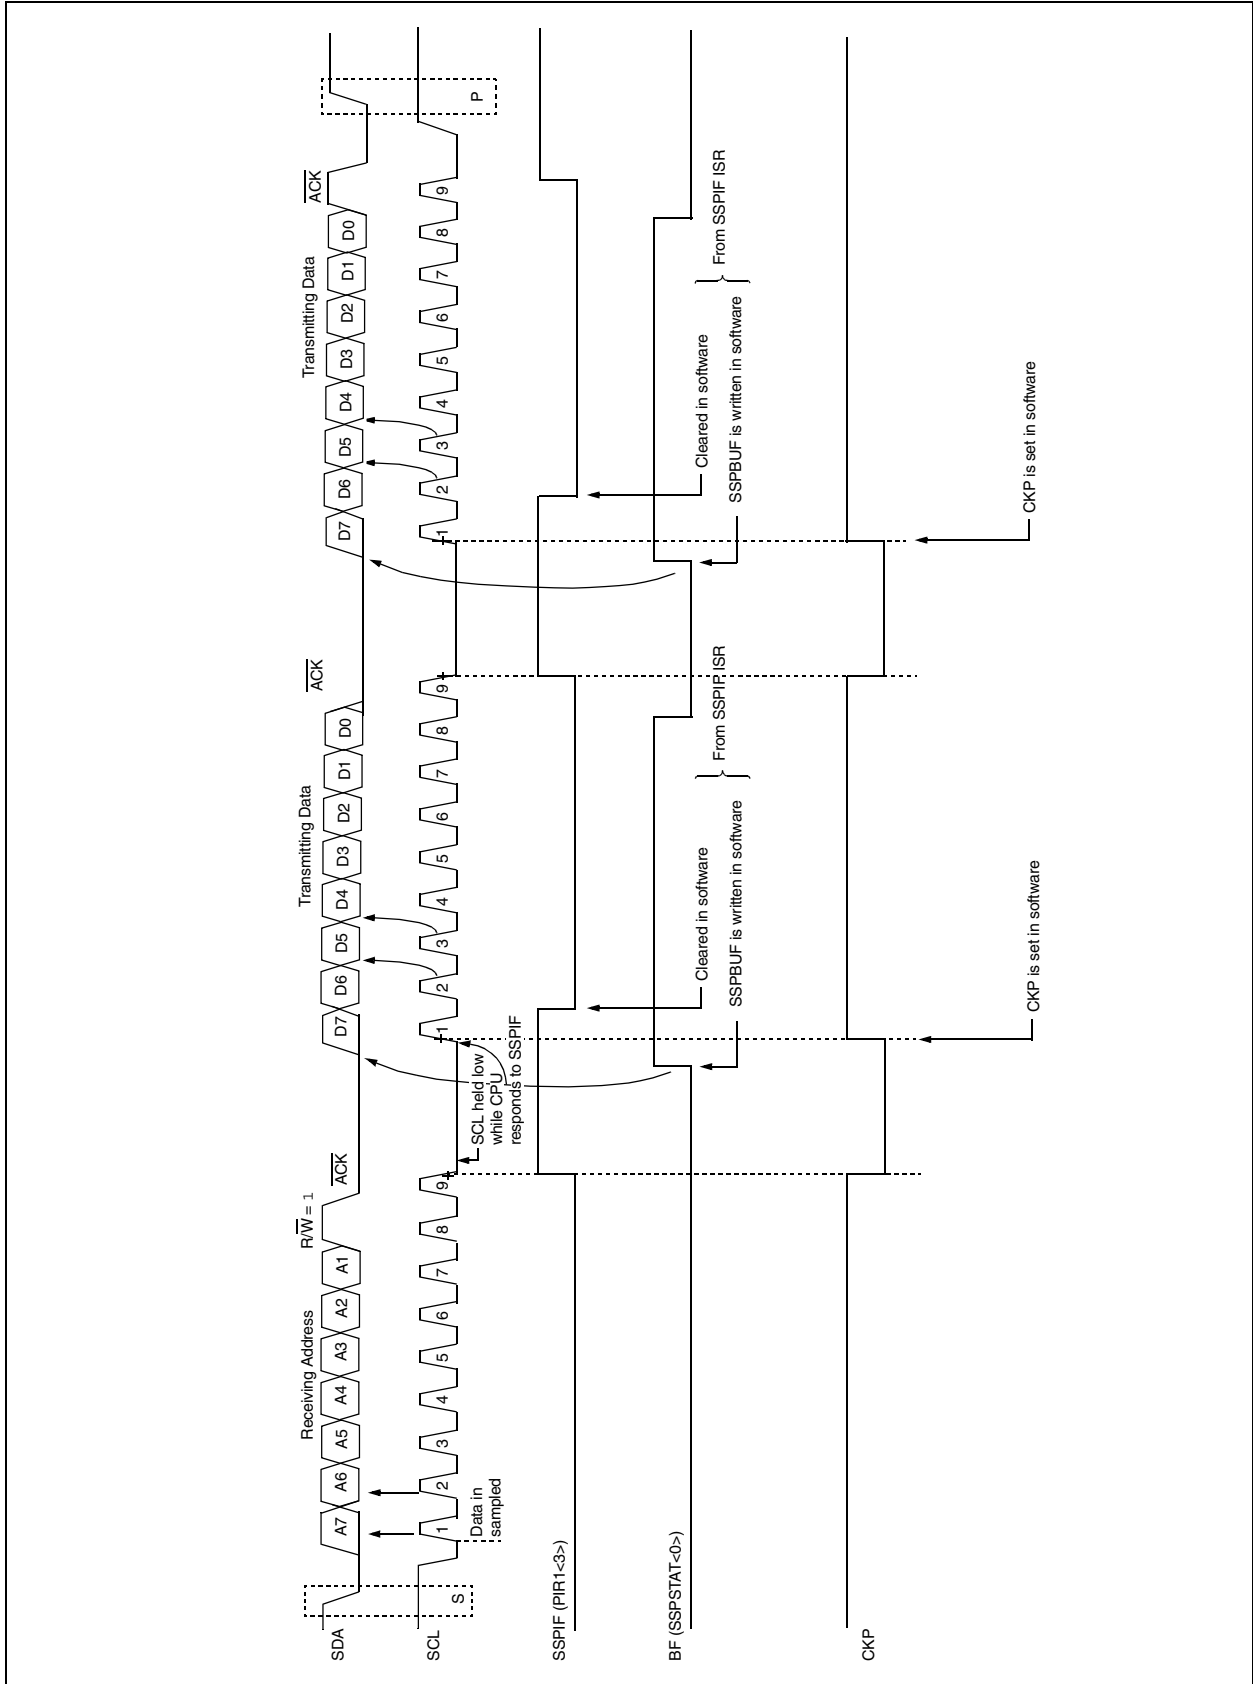 Receiving Address
R/W = 1
ACK
Transmitting Data
ACK
Transmitting Data
ACK
SDA
A7 A6 A5 A4 A3 A2 A1
D7 D6 D5 D4 D3 D2 D1 D0
D7 D6 D5 D4 D3 D2 D1 D0
SCL
S
1 2 3 4 5 6 7 8 9
1 2 3 4 5 6 7 8 9
1 2 3 4 5 6 7 8 9
P
Data in
sampled
SCL held low
while CPU
responds to SSPIF
SSPIF (PIR1<3>)
BF (SSPSTAT<0>)
Cleared in software
SSPBUF is written in software
From SSPIF ISR
Cleared in software
SSPBUF is written in software
From SSPIF ISR
CKP
CKP is set in software
CKP is set in software